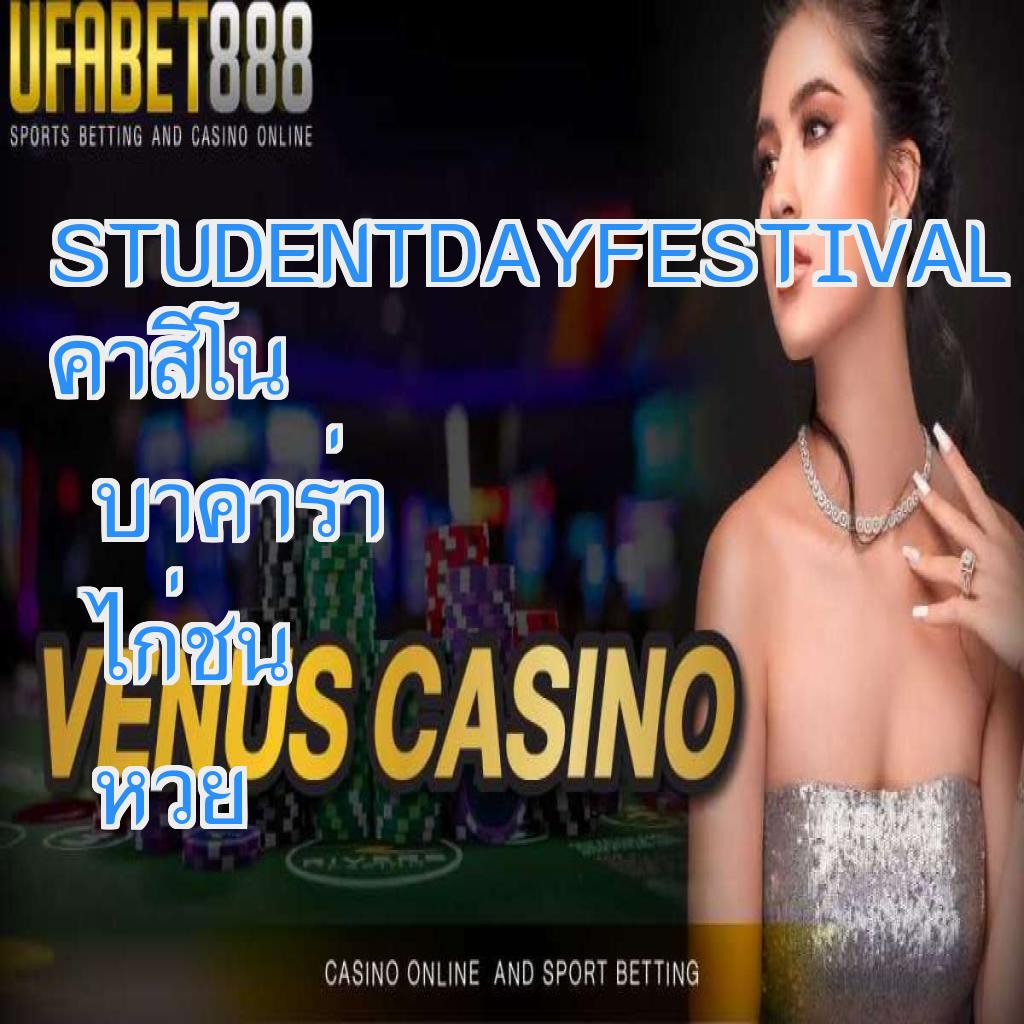 UFABET888
SPORTS BETTING AND CASINO ONLINE
STUDENTDAYFESTIVAL
คาสิโน
บาคาร่า
ไก่ชน
VENUS CASINO
หวย
CASINO ONLINE AND SPORT BETTING